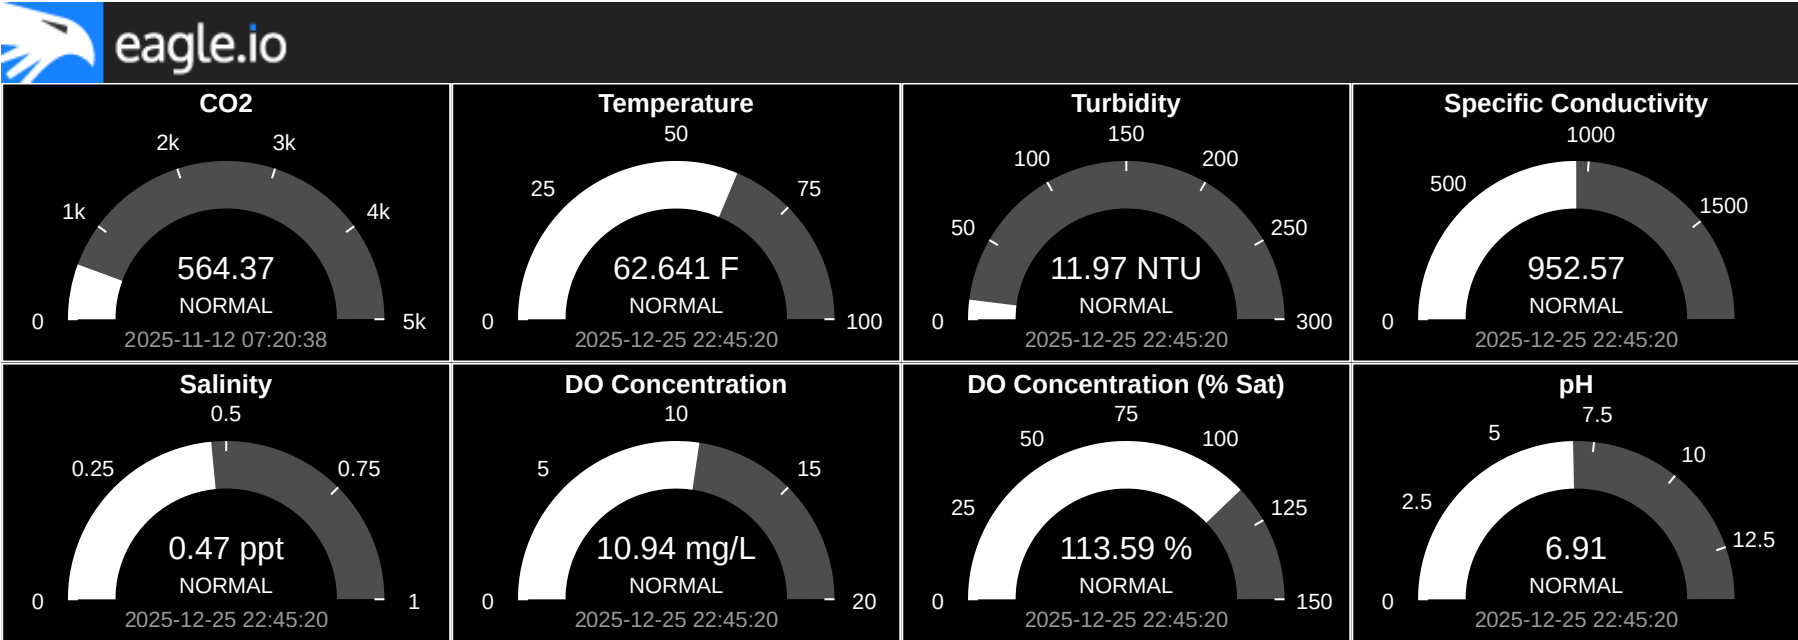 eagle.io
CO2
0
1k
2k
3k
4k
5k
564.37
NORMAL
2025-11-12 07:20:38
Temperature
0
25
50
75
100
62.641 F
NORMAL
2025-12-25 22:45:20
Turbidity
0
50
100
150
200
250
300
11.97 NTU
NORMAL
2025-12-25 22:45:20
Specific Conductivity
0
500
1000
1500
952.57
NORMAL
2025-12-25 22:45:20
Salinity
0
0.25
0.5
0.75
1
0.47 ppt
NORMAL
2025-12-25 22:45:20
DO Concentration
0
5
10
15
20
10.94 mg/L
NORMAL
2025-12-25 22:45:20
DO Concentration (% Sat)
0
25
50
75
100
125
150
113.59 %
NORMAL
2025-12-25 22:45:20
pH
0
2.5
5
7.5
10
12.5
6.91
NORMAL
2025-12-25 22:45:20